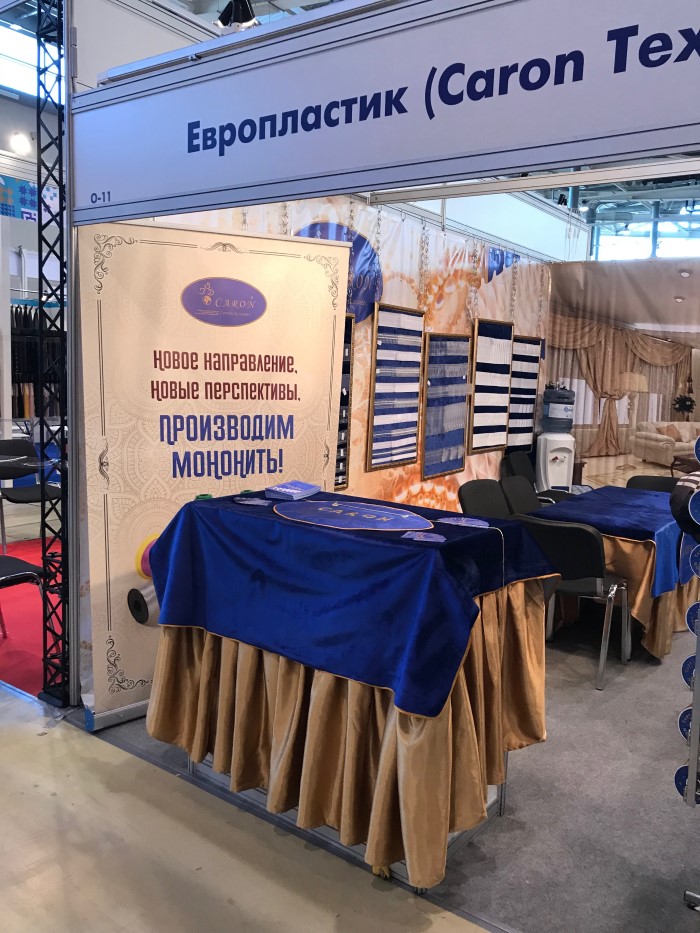 Европластик (Caron Tex
О-11
CARON
НОВОЕ НАПРАВЛЕНИЕ,
НОВЫЕ ПЕРСПЕКТИВЫ,
ПРОИЗВОДИМ
МОНОНИТЬ!
CARON